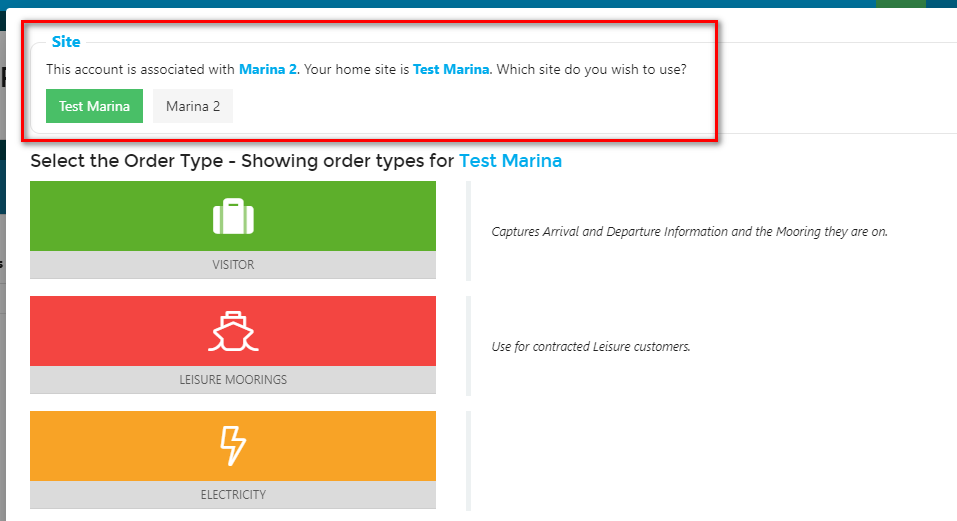 Site
This account is associated with Marina 2. Your home site is Test Marina. Which site do you wish to use?
Test Marina
Marina 2
Select the Order Type - Showing order types for Test Marina
VISITOR
Captures Arrival and Departure Information and the Mooring they are on.
LEISURE MOORINGS
Use for contracted Leisure customers.
ELECTRICITY